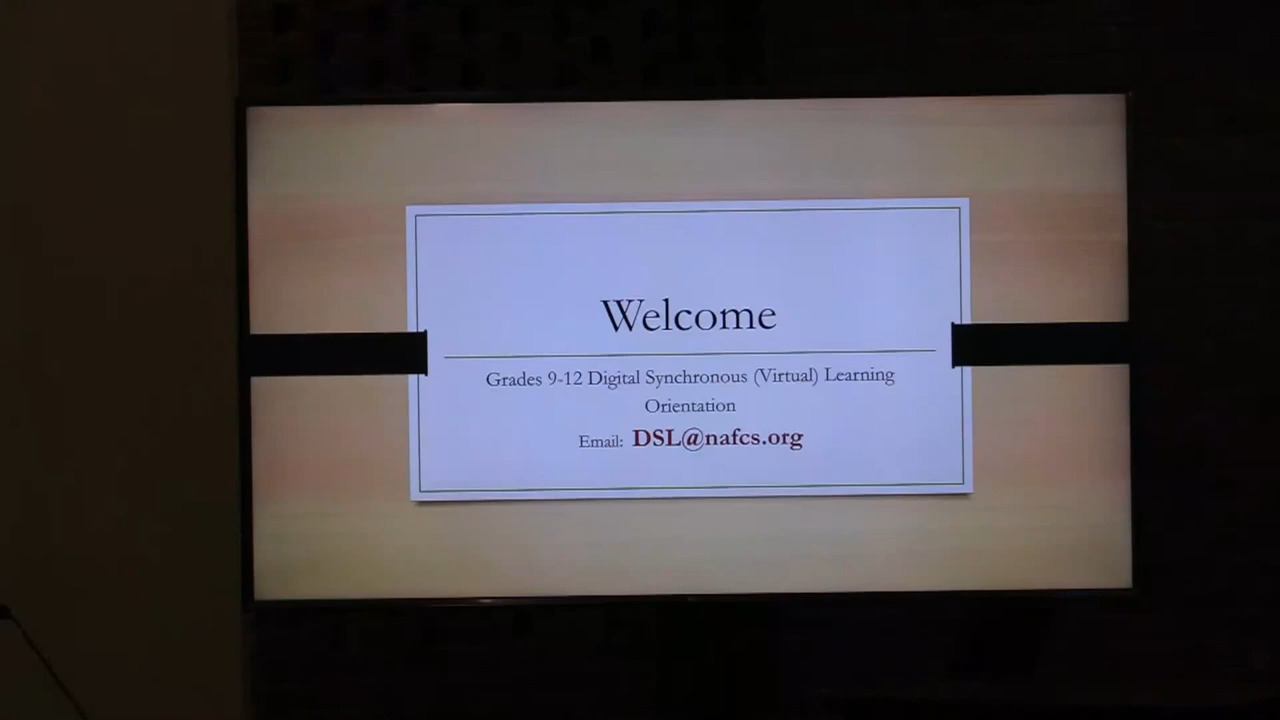 Welcome
Grades 9-12 Digital Synchronous (Virtual) Learning
Orientation
Email: DSL@nafcs.org